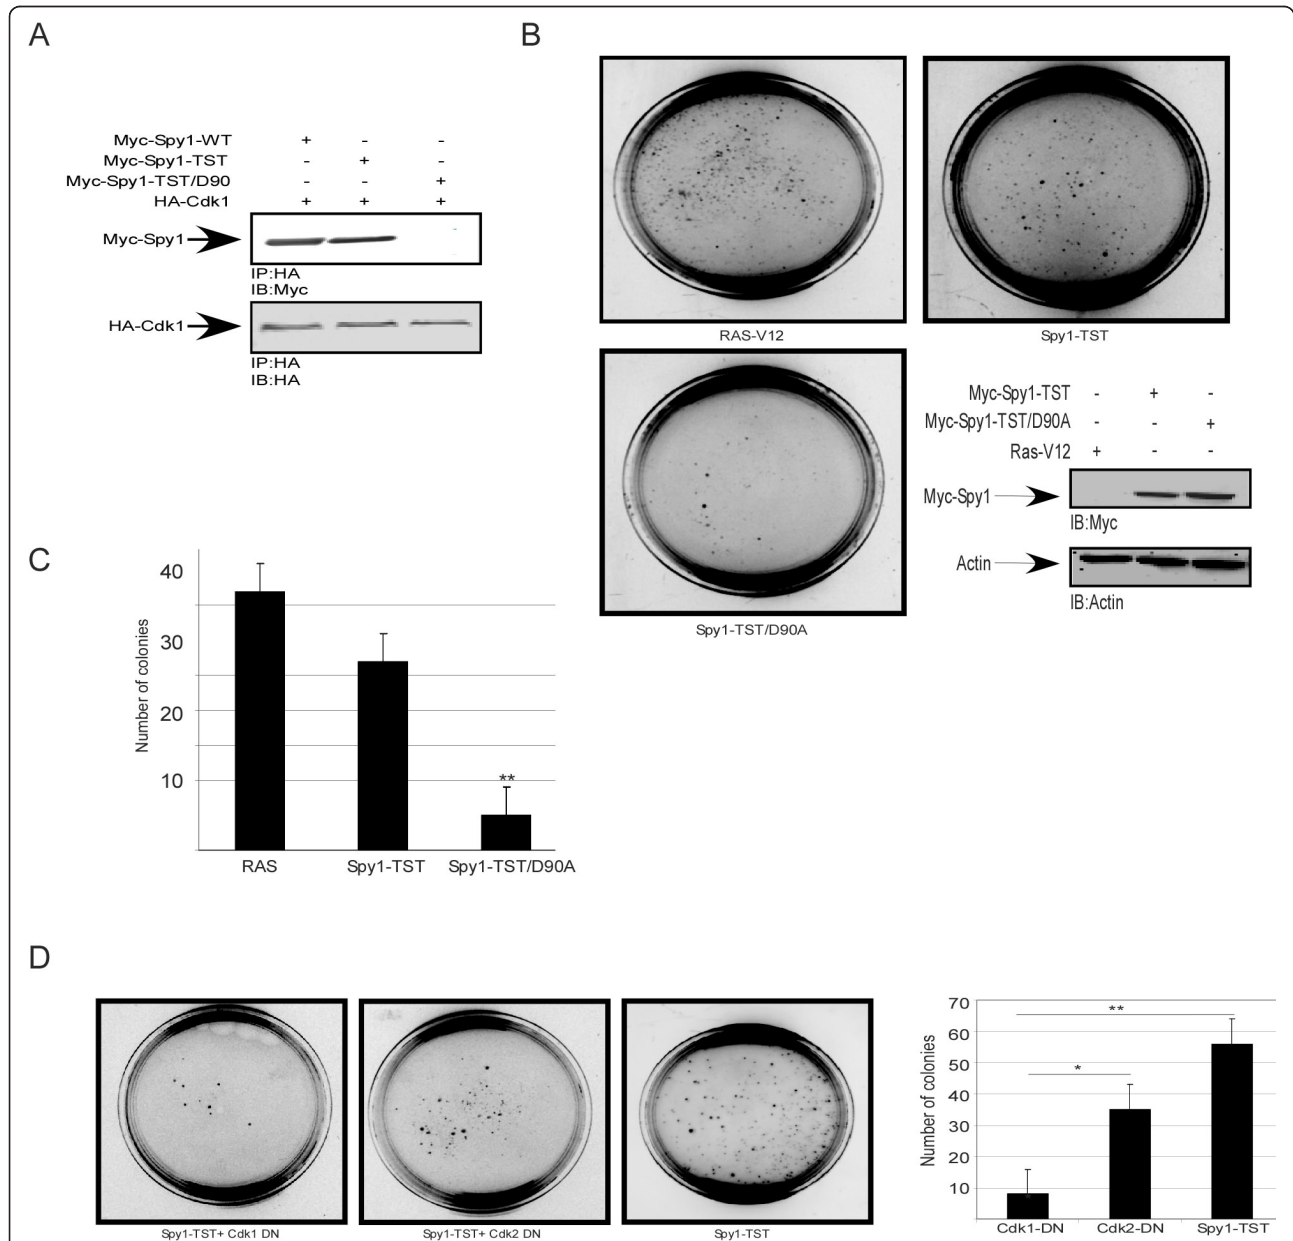 A
Myc-Spy1-WT + - -
Myc-Spy1-TST - + -
Myc-Spy1-TST/D90 - - +
HA-Cdk1 + + +
Myc-Spy1
IP:HA
IB:Myc
HA-Cdk1
IP:HA
IB:HA
B
RAS-V12
Spy1-TST
Spy1-TST/D90A
Myc-Spy1-TST - + -
Myc-Spy1-TST/D90A - - +
Ras-V12 + - -
Myc-Spy1
IB:Myc
Actin
IB:Actin
C
Number of colonies
40
30
20
10
**
RAS
Spy1-TST
Spy1-TST/D90A
D
Spy1-TST+ Cdk1 DN
Spy1-TST+ Cdk2 DN
Spy1-TST
Number of colonies
70
60
50
40
30
20
10
**
*
Cdk1-DN
Cdk2-DN
Spy1-TST